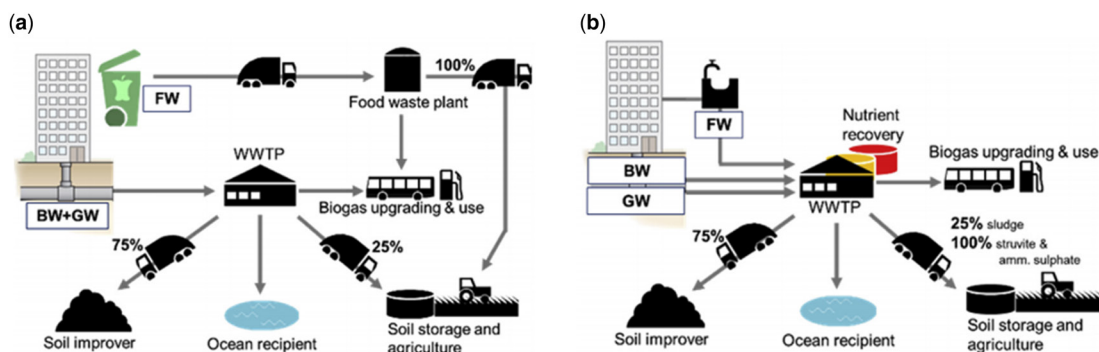 (a)
FW
100%
Food waste plant
WWTP
BW+GW
Biogas upgrading & use
75%
25%
Soil improver
Ocean recipient
Soil storage and
agriculture
(b)
FW
Nutrient
recovery
Biogas upgrading & use
BW
GW
WWTP
75%
25% sludge
100% struvite &
amm. sulphate
Soil improver
Ocean recipient
Soil storage and
agriculture